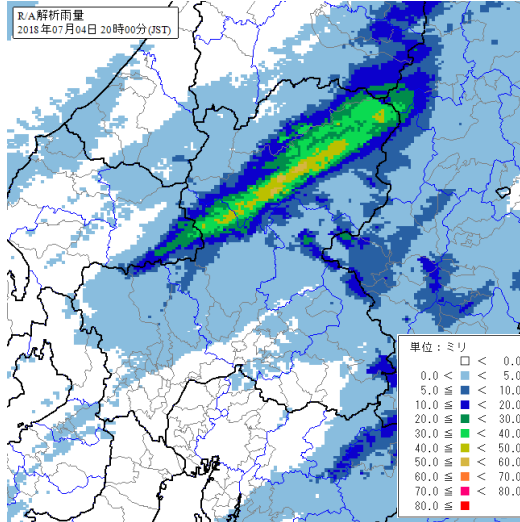 R/A解析雨量
2018年07月04日 20時00分(JST)
単位：ミリ
< 0.0
0.0 < < 5.0
5.0 ≦ < 10.0
10.0 ≦ < 20.0
20.0 ≦ < 30.0
30.0 ≦ < 40.0
40.0 ≦ < 50.0
50.0 ≦ < 60.0
60.0 ≦ < 70.0
70.0 ≦ < 80.0
80.0 ≦